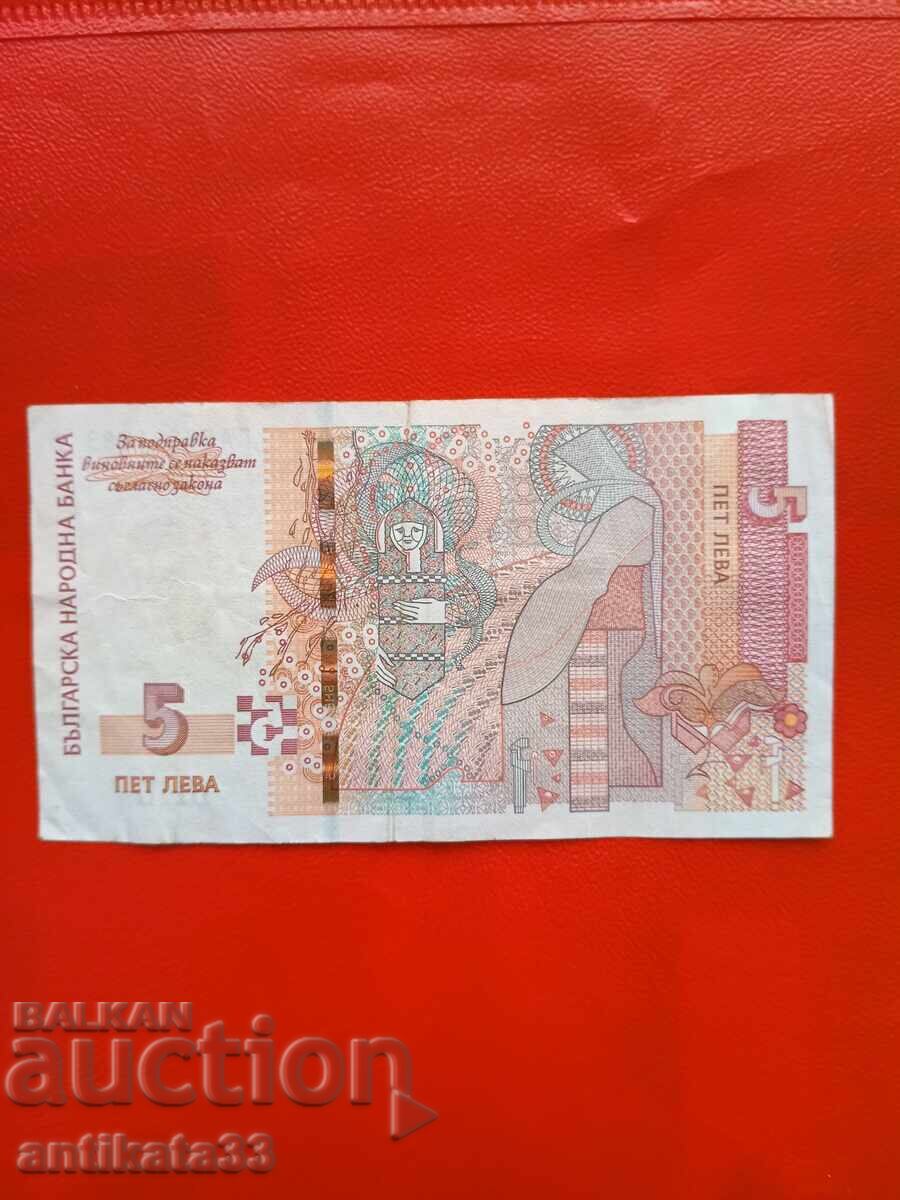 БЪЛГАРСКА НАРОДНА БАНКА
За подправка
виновните се наказват
съгласно закона
5
ПЕТ ЛЕВА
ПЕТ ЛЕВА
5
BALKAN
auction
antikata33